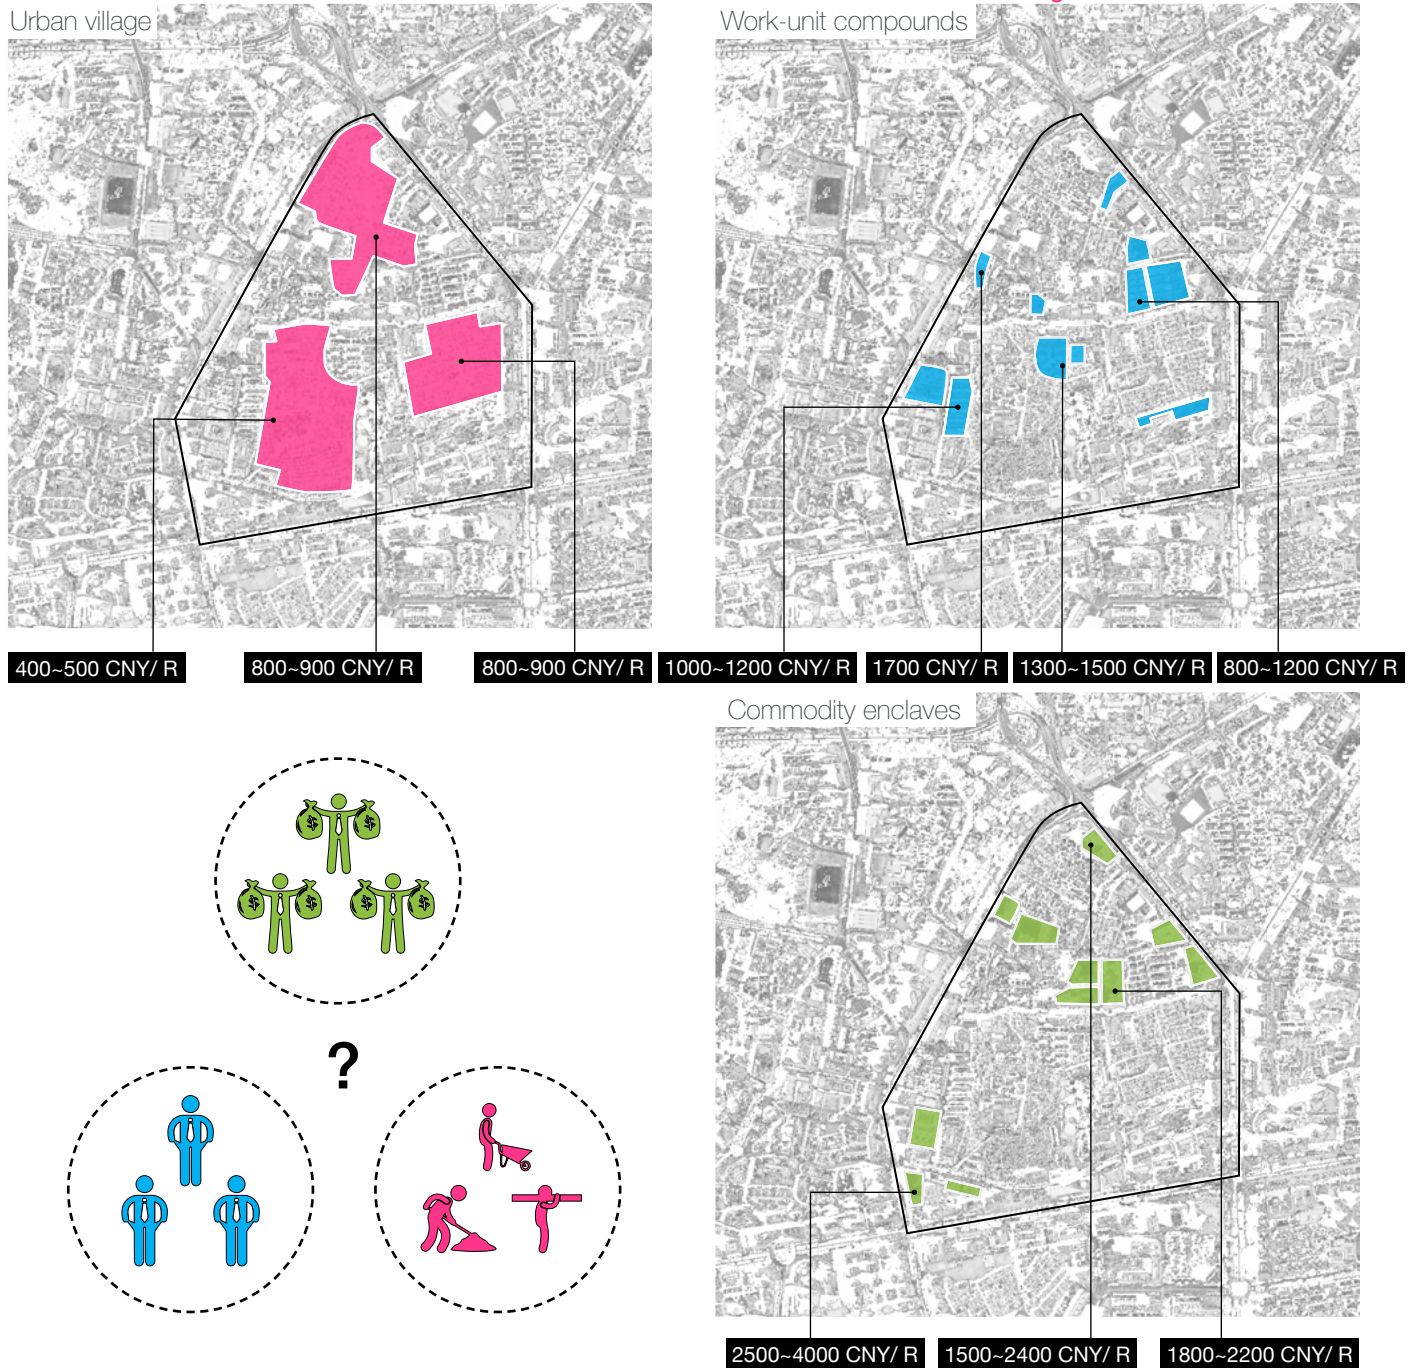 Urban village
Work-unit compounds
400~500 CNY/ R
800~900 CNY/ R
800~900 CNY/ R
1000~1200 CNY/ R
1700 CNY/ R
1300~1500 CNY/ R
800~1200 CNY/ R
Commodity enclaves
?
2500~4000 CNY/ R
1500~2400 CNY/ R
1800~2200 CNY/ R